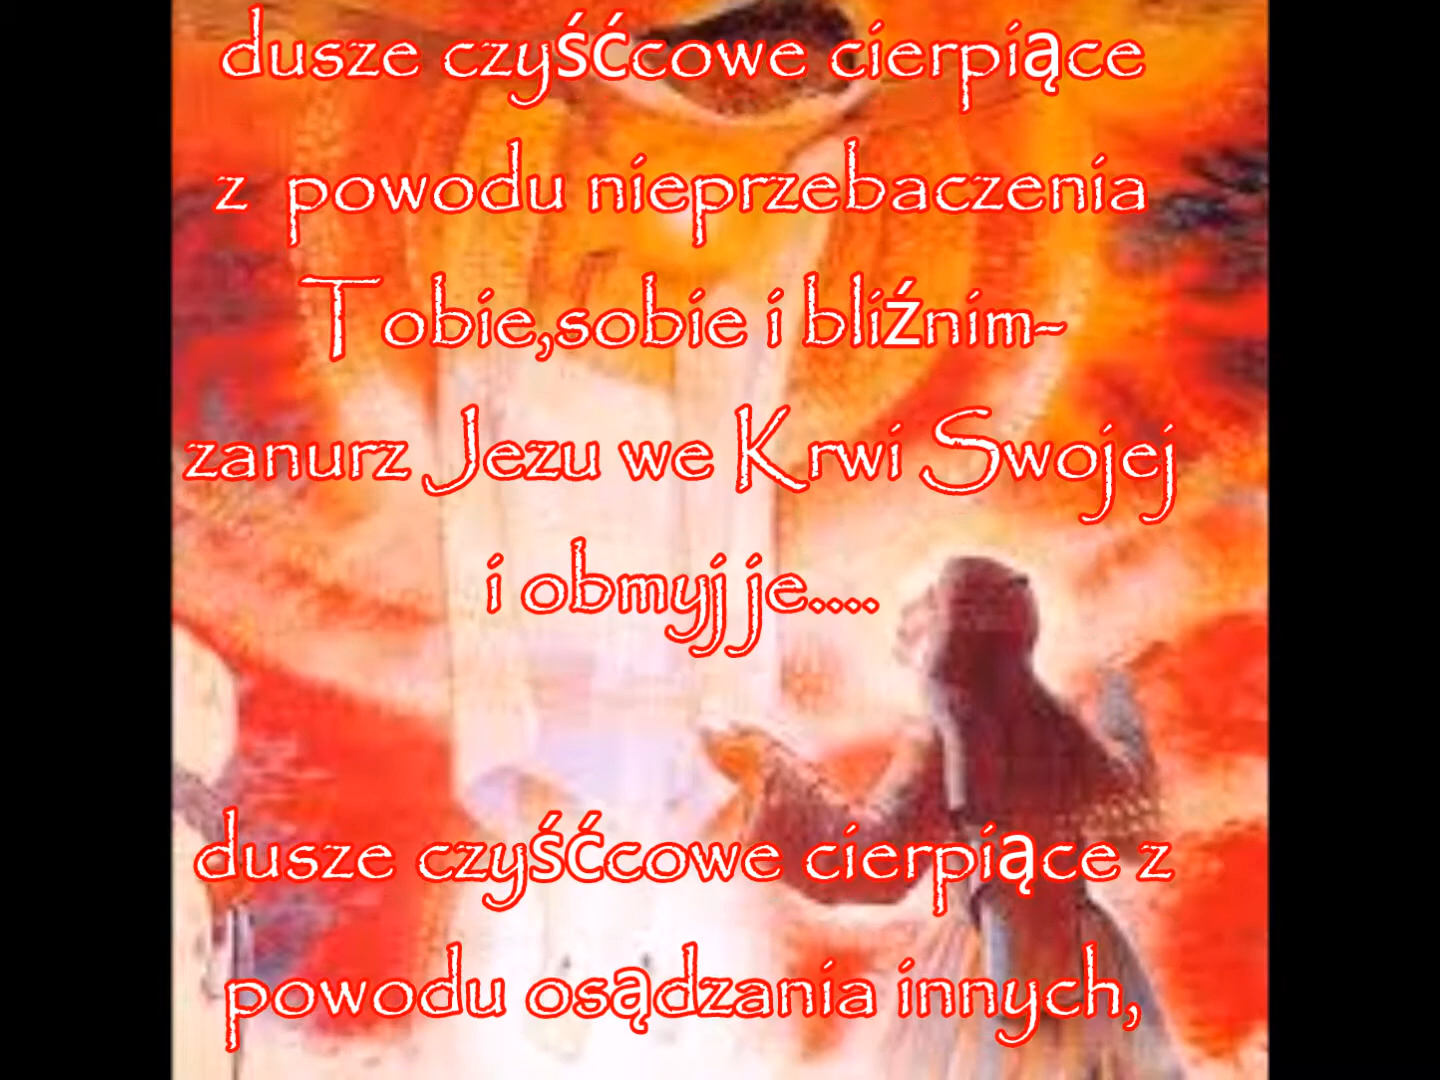 dusze czyśćcowe cierpiące
z powodu nieprzebaczenia
Tobie,sobie i bliźnim-
zanurz Jezu we Krwi Swojej
i obmyj je....
dusze czyśćcowe cierpiące z
powodu osądzania innych,